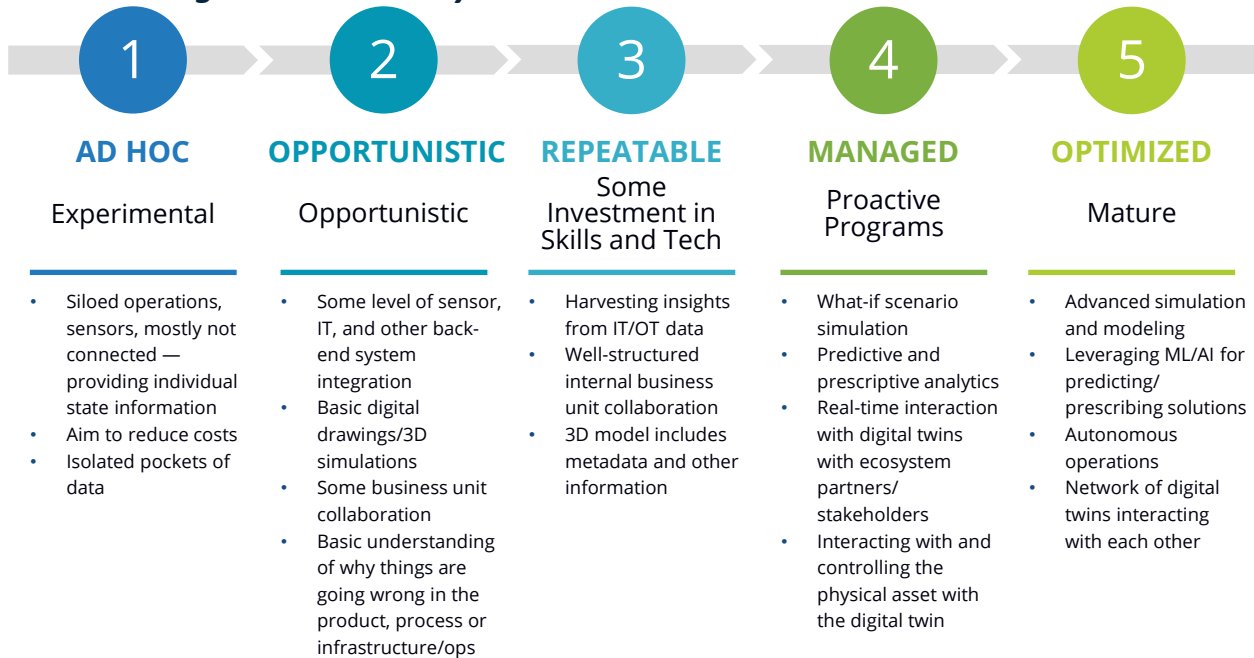 1
AD HOC
Experimental
Siloed operations,
sensors, mostly not
connected —
providing individual
state information
Aim to reduce costs
Isolated pockets of
data
2
OPPORTUNISTIC
Opportunistic
Some level of sensor,
IT, and other back-
end system
integration
Basic digital
drawings/3D
simulations
Some business unit
collaboration
Basic understanding
of why things are
going wrong in the
product, process or
infrastructure/ops
3
REPEATABLE
Some
Investment in
Skills and Tech
Harvesting insights
from IT/OT data
Well-structured
internal business
unit collaboration
3D model includes
metadata and other
information
4
MANAGED
Proactive
Programs
What-if scenario
simulation
Predictive and
prescriptive analytics
Real-time interaction
with digital twins
with ecosystem
partners/
stakeholders
Interacting with and
controlling the
physical asset with
the digital twin
5
OPTIMIZED
Mature
Advanced simulation
and modeling
Leveraging ML/AI for
predicting/
prescribing solutions
Autonomous
operations
Network of digital
twins interacting
with each other